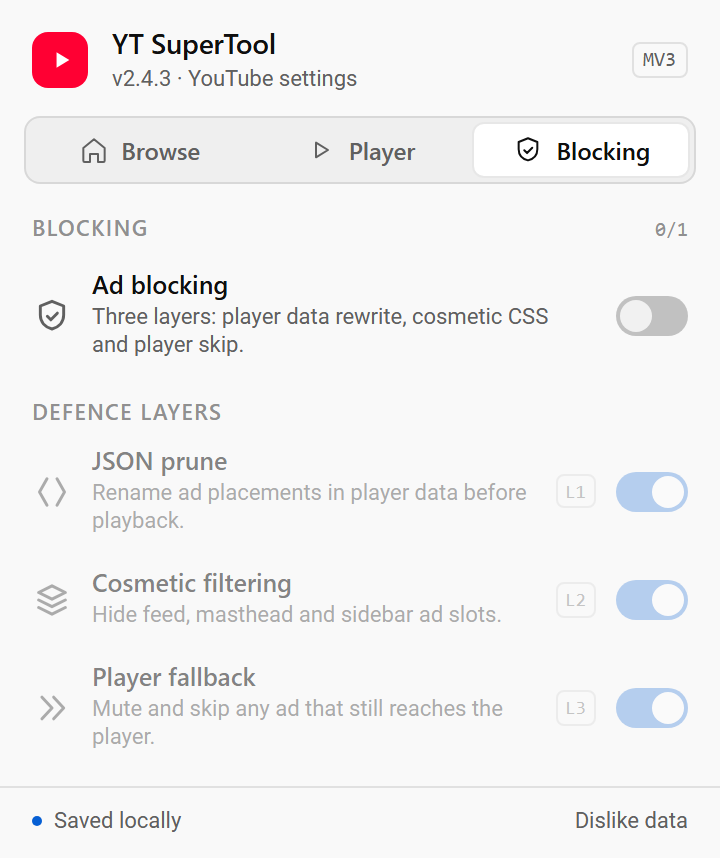 YT SuperTool
v2.4.3 · YouTube settings
MV3
Browse
Player
Blocking
BLOCKING
0/1
Ad blocking
Three layers: player data rewrite, cosmetic CSS
and player skip.
DEFENCE LAYERS
JSON prune
Rename ad placements in player data before
playback.
L1
Cosmetic filtering
Hide feed, masthead and sidebar ad slots.
L2
Player fallback
Mute and skip any ad that still reaches the
player.
L3
Saved locally
Dislike data